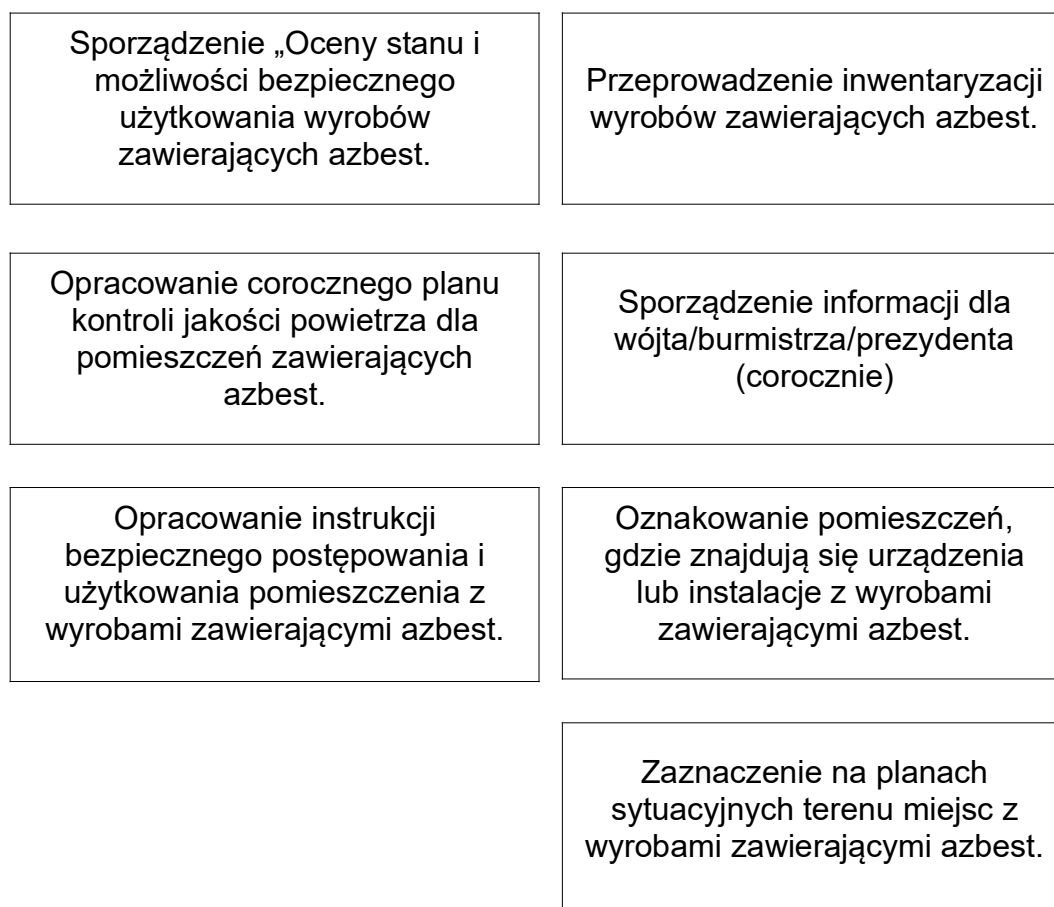 Sporządzenie „Oceny stanu i
możliwości bezpiecznego
użytkowania wyrobów
zawierających azbest.
Przeprowadzenie inwentaryzacji
wyrobów zawierających azbest.
Opracowanie corocznego planu
kontroli jakości powietrza dla
pomieszczeń zawierających
azbest.
Sporządzenie informacji dla
wójta/burmistrza/prezydenta
(corocznie)
Opracowanie instrukcji
bezpiecznego postępowania i
użytkowania pomieszczenia z
wyrobami zawierającymi azbest.
Oznakowanie pomieszczeń,
gdzie znajdują się urządzenia
lub instalacje z wyrobami
zawierającymi azbest.
Zaznaczenie na planach
sytuacyjnych terenu miejsc z
wyrobami zawierającymi azbest.